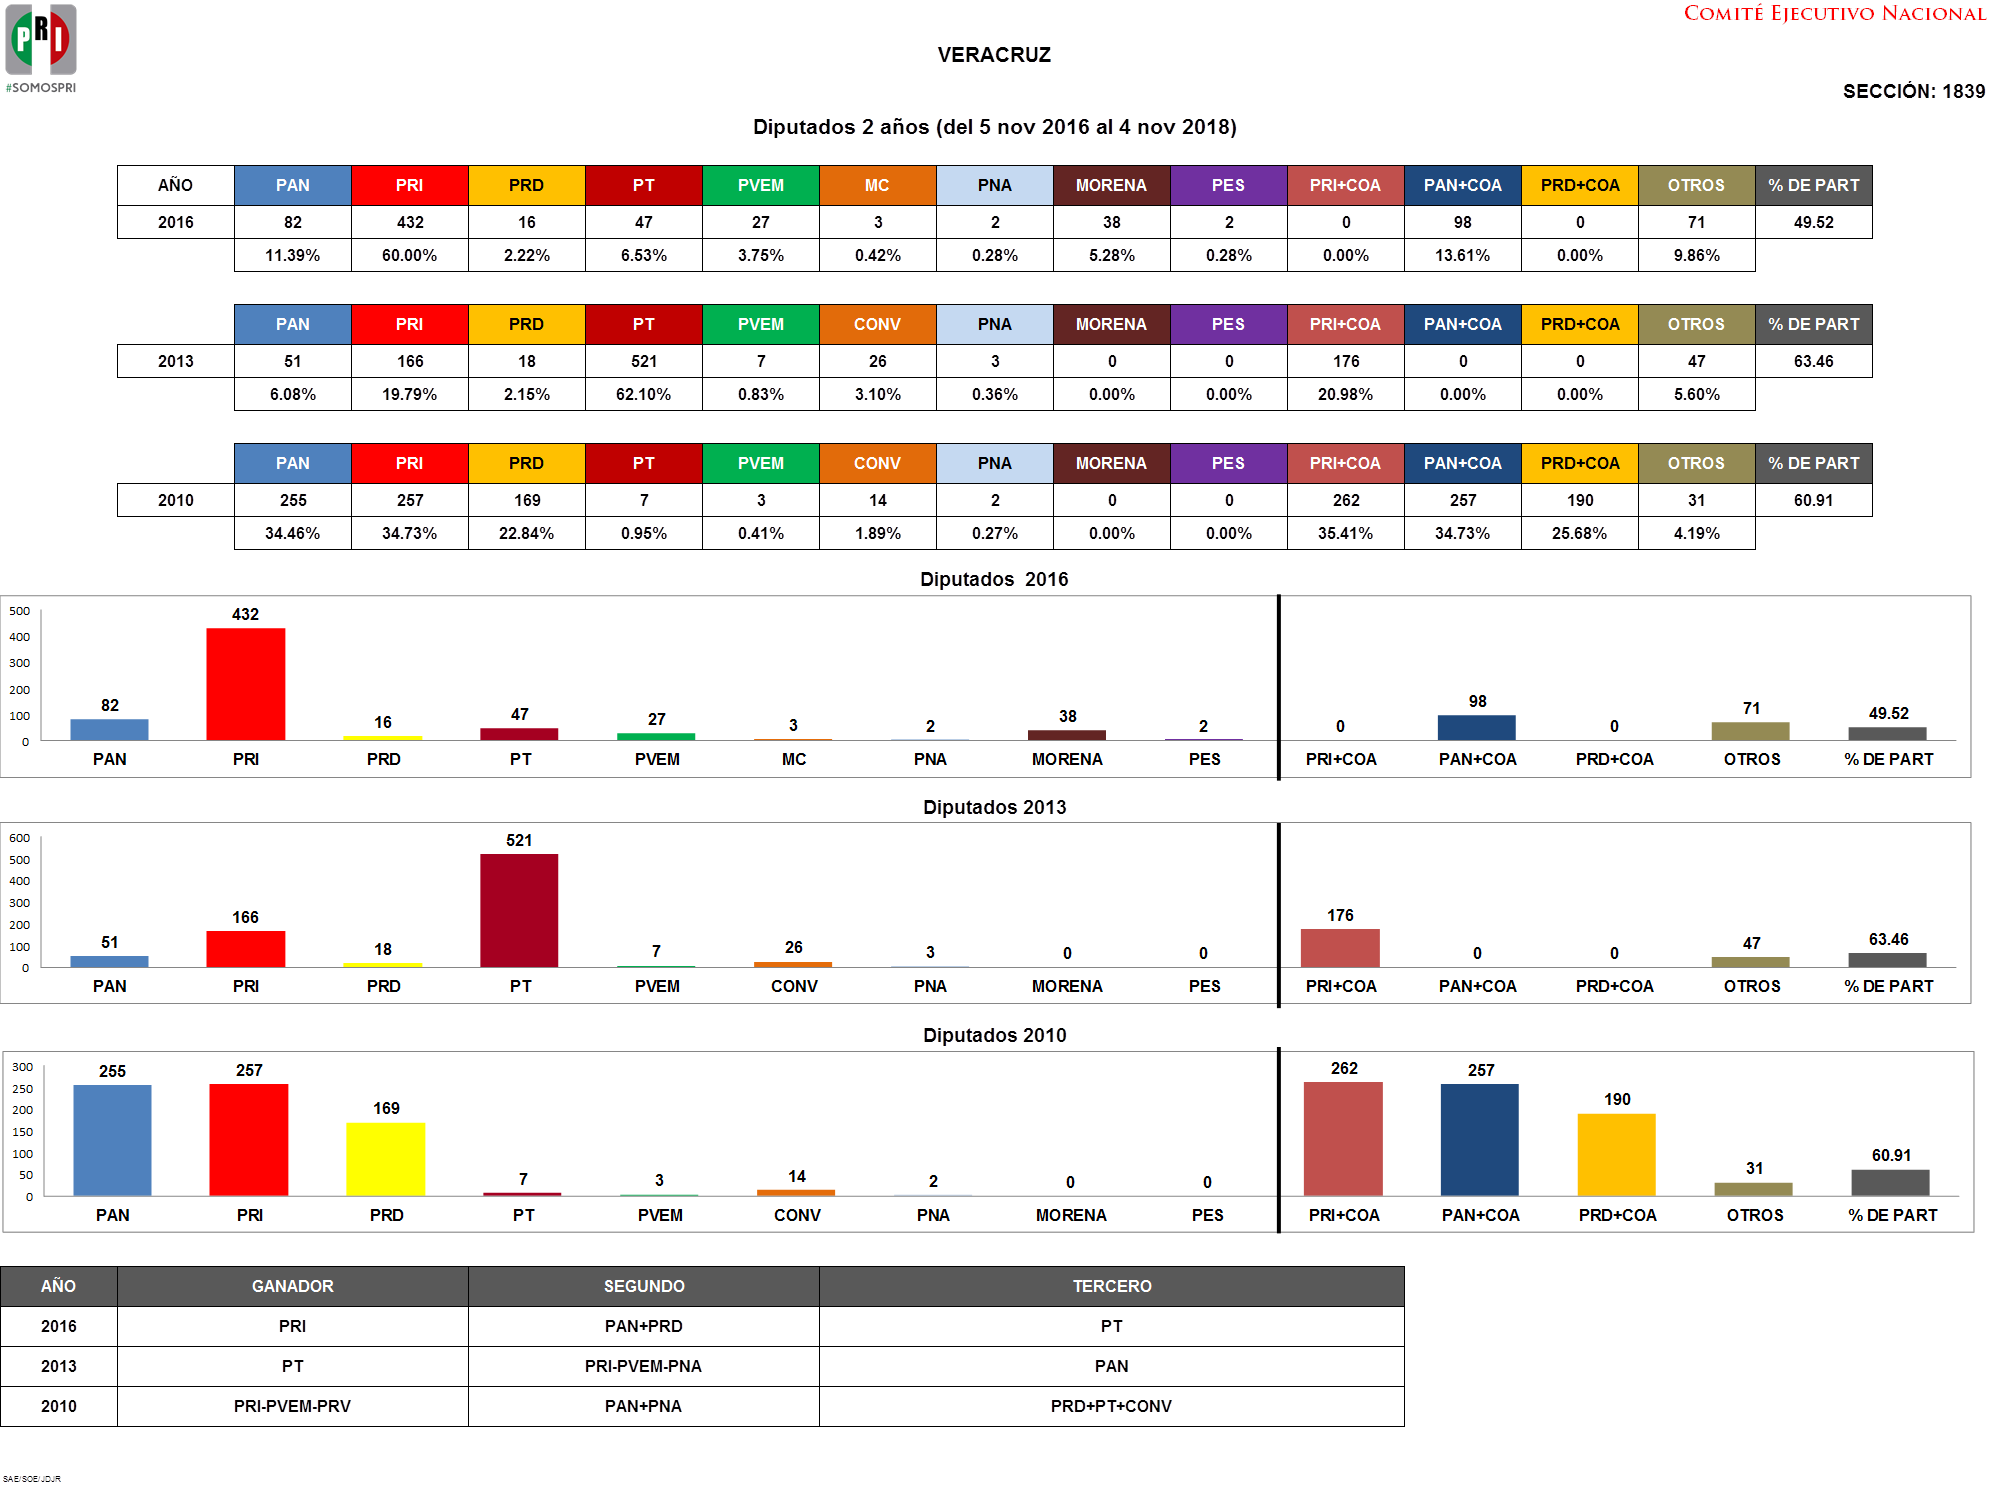 PRI
#SOMOSPRI
COMITÉ EJECUTIVO NACIONAL
VERACRUZ
SECCIÓN: 1839
Diputados 2 años (del 5 nov 2016 al 4 nov 2018)
AÑO PAN PRI PRD PT PVEM MC PNA MORENA PES PRI+COA PAN+COA PRD+COA OTROS % DE PART
2016 82 432 16 47 27 3 2 38 2 0 98 0 71 49.52
11.39% 60.00% 2.22% 6.53% 3.75% 0.42% 0.28% 5.28% 0.28% 0.00% 13.61% 0.00% 9.86%
PAN PRI PRD PT PVEM CONV PNA MORENA PES PRI+COA PAN+COA PRD+COA OTROS % DE PART
2013 51 166 18 521 7 26 3 0 0 176 0 0 47 63.46
6.08% 19.79% 2.15% 62.10% 0.83% 3.10% 0.36% 0.00% 0.00% 20.98% 0.00% 0.00% 5.60%
PAN PRI PRD PT PVEM CONV PNA MORENA PES PRI+COA PAN+COA PRD+COA OTROS % DE PART
2010 255 257 169 7 3 14 2 0 0 262 257 190 31 60.91
34.46% 34.73% 22.84% 0.95% 0.41% 1.89% 0.27% 0.00% 0.00% 35.41% 34.73% 25.68% 4.19%
Diputados 2016
500
400
300
200
100
0
82 432 16 47 27 3 2 38 2 0 98 0 71 49.52
PAN PRI PRD PT PVEM MC PNA MORENA PES PRI+COA PAN+COA PRD+COA OTROS % DE PART
Diputados 2013
600
500
400
300
200
100
0
51 166 18 521 7 26 3 0 0 176 0 0 47 63.46
PAN PRI PRD PT PVEM CONV PNA MORENA PES PRI+COA PAN+COA PRD+COA OTROS % DE PART
Diputados 2010
300
250
200
150
100
50
0
255 257 169 7 3 14 2 0 0 262 257 190 31 60.91
PAN PRI PRD PT PVEM CONV PNA MORENA PES PRI+COA PAN+COA PRD+COA OTROS % DE PART
AÑO GANADOR SEGUNDO TERCERO
2016 PRI PAN+PRD PT
2013 PT PRI-PVEM-PNA PAN
2010 PRI-PVEM-PRV PAN+PNA PRD+PT+CONV
SAE/SOE/JDJR